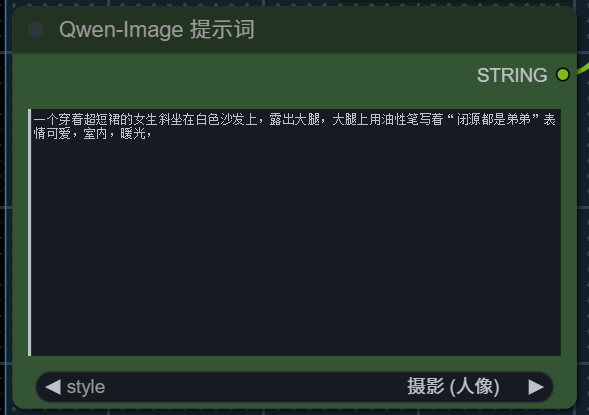 Qwen-Image 提示词
STRING
一个穿着超短裙的女生斜坐在白色沙发上，露出大腿，大腿上用油性笔写着“闭源都是弟弟”表
情可爱，室内，暖光，
style 摄影 (人像)